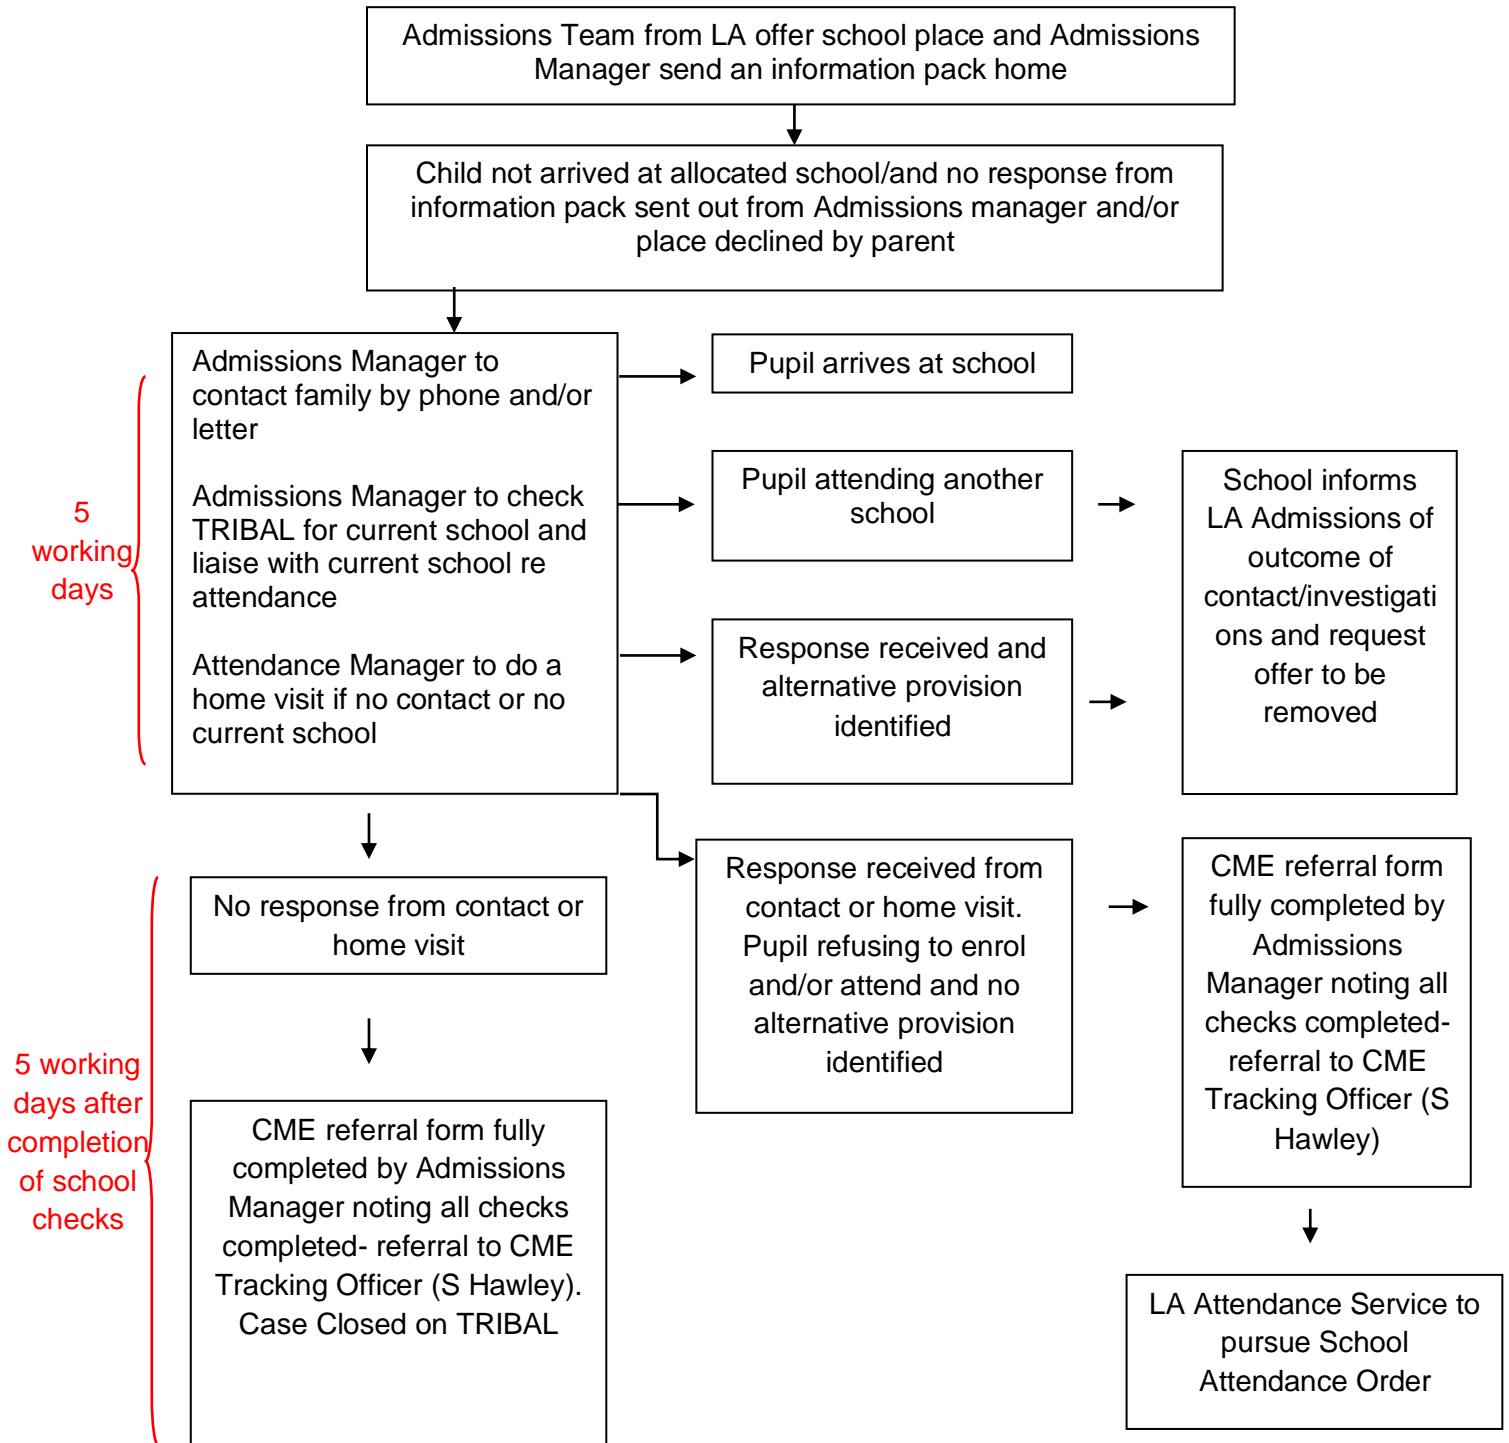 Admissions Team from LA offer school place and Admissions
Manager send an information pack home
Child not arrived at allocated school/and no response from
information pack sent out from Admissions manager and/or
place declined by parent
5
working
days
Admissions Manager to
contact family by phone and/or
letter
Admissions Manager to check
TRIBAL for current school and
liaise with current school re
attendance
Attendance Manager to do a
home visit if no contact or no
current school
Pupil arrives at school
Pupil attending another
school
Response received and
alternative provision
identified
School informs
LA Admissions of
outcome of
contact/investigati
ons and request
offer to be
removed
Response received from
contact or home visit.
Pupil refusing to enrol
and/or attend and no
alternative provision
identified
CME referral form
fully completed by
Admissions
Manager noting all
checks completed-
referral to CME
Tracking Officer (S
Hawley)
LA Attendance Service to
pursue School
Attendance Order
5 working
days after
completion
of school
checks
No response from contact or
home visit
CME referral form fully
completed by Admissions
Manager noting all checks
completed- referral to CME
Tracking Officer (S Hawley).
Case Closed on TRIBAL